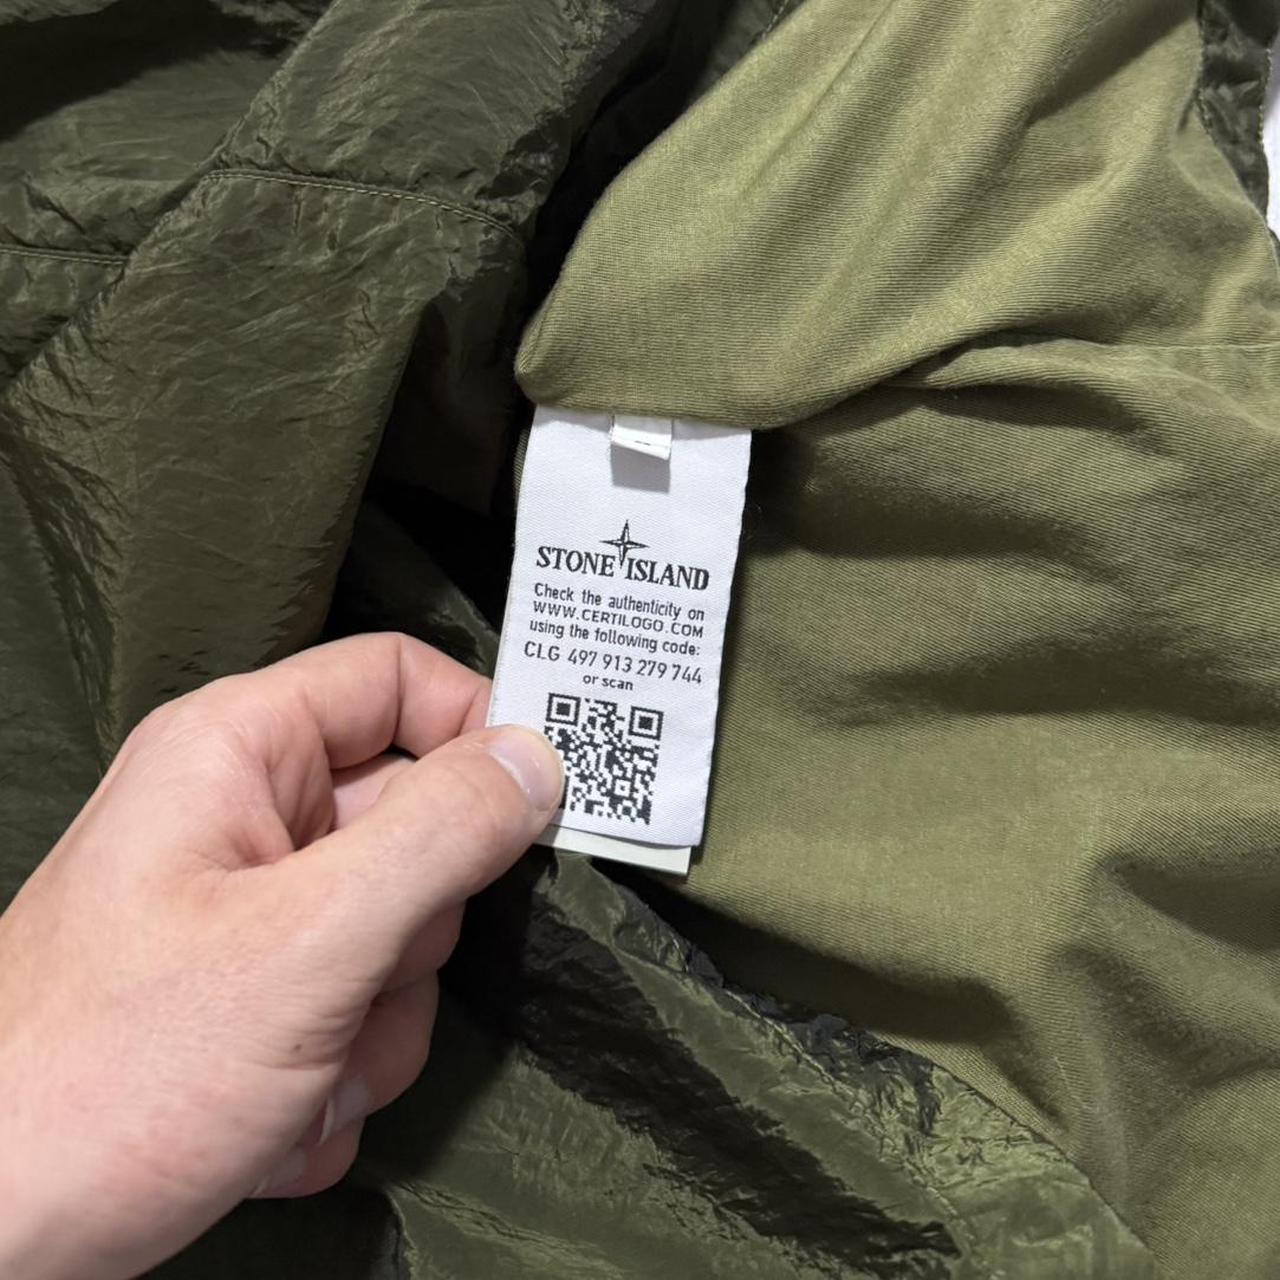 STONE ISLAND
Check the authenticity on
WWW.CERTILOGO.COM
using the following code:
CLG 497 913 279 744
or scan